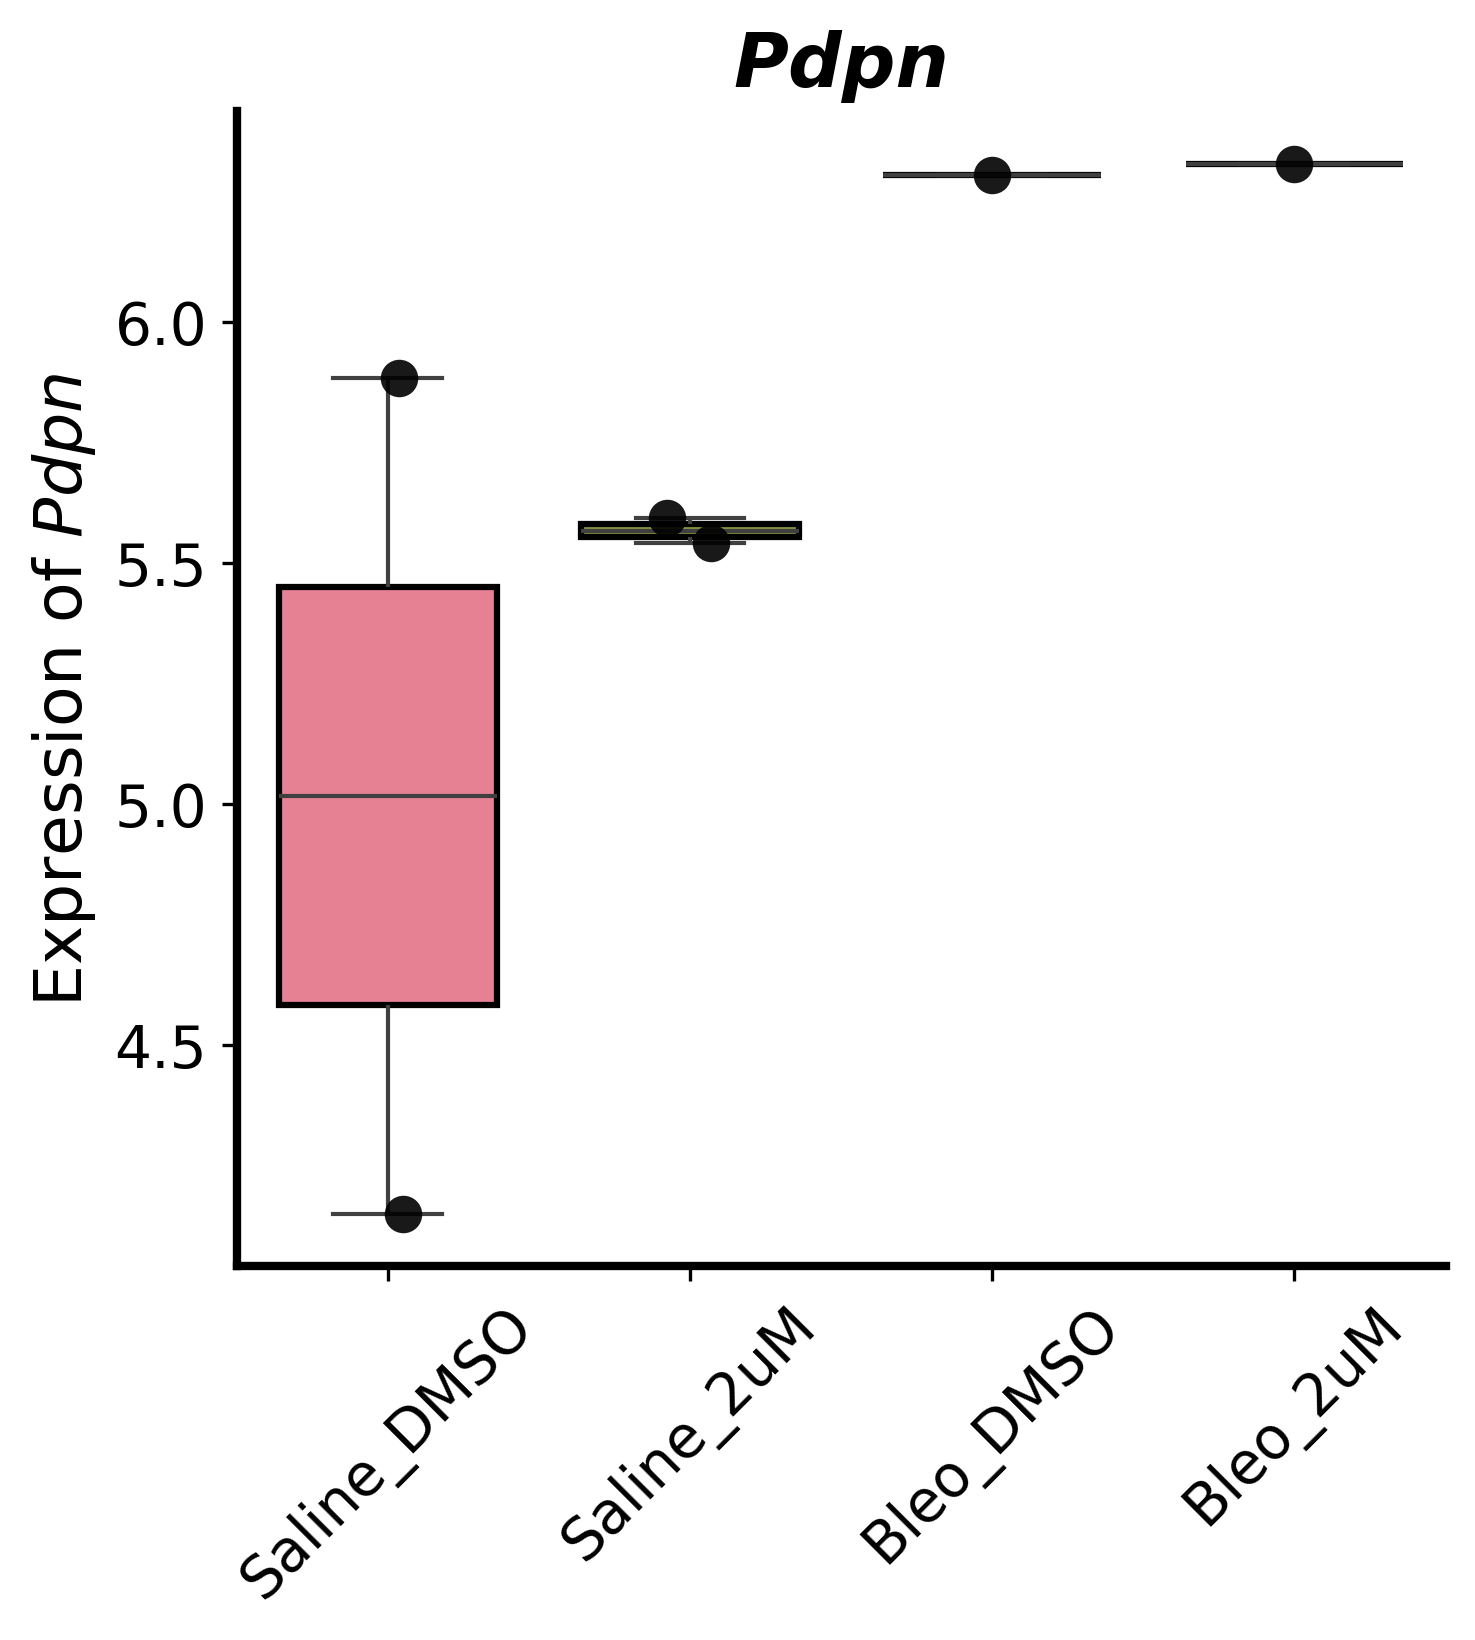 Pdpn
Expression of Pdpn
6.0
5.5
5.0
4.5
Saline_DMSO
Saline_2uM
Bleo_DMSO
Bleo_2uM